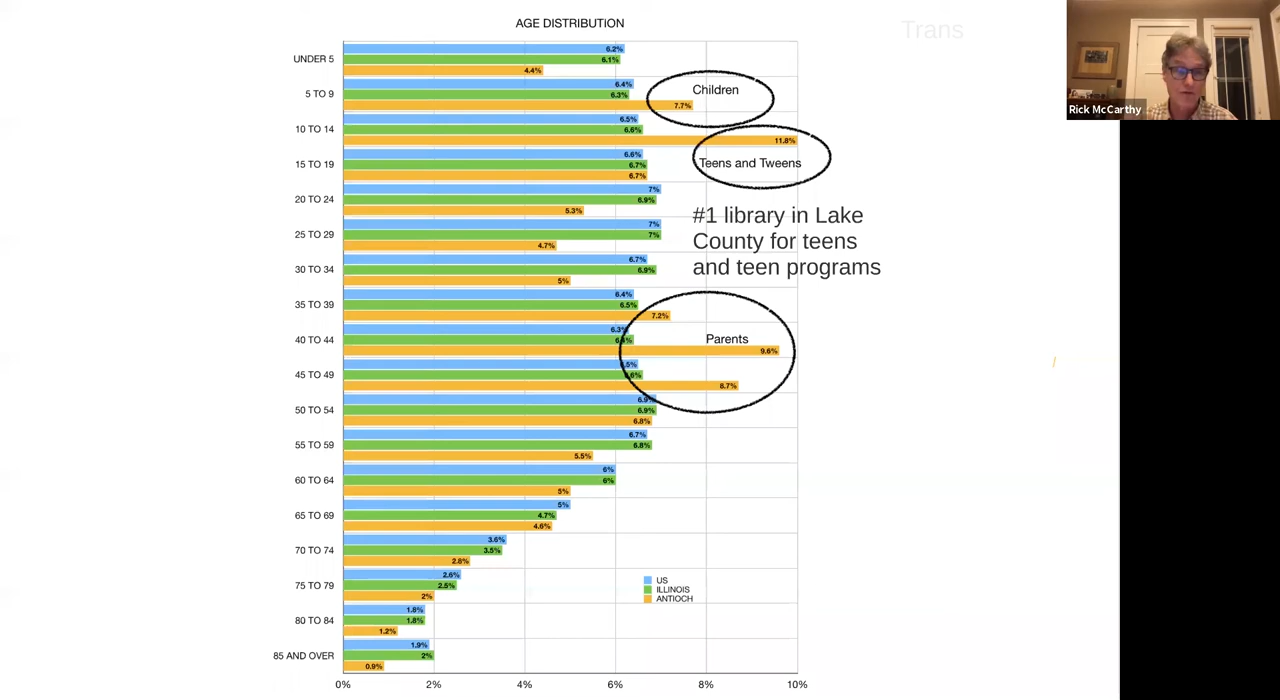 AGE DISTRIBUTION
Trans
Rick McCarthy
UNDER 5
6.2%
6.1%
4.4%
5 TO 9
6.4%
6.3%
7.7%
Children
10 TO 14
6.5%
6.6%
11.8%
15 TO 19
6.6%
6.7%
6.7%
Teens and Tweens
20 TO 24
7%
6.9%
5.3%
#1 library in Lake
County for teens
and teen programs
25 TO 29
7%
7%
4.7%
30 TO 34
6.7%
6.9%
5%
35 TO 39
6.4%
6.5%
7.2%
40 TO 44
6.3%
9.6%
Parents
45 TO 49
8.7%
50 TO 54
6.9%
6.9%
6.8%
55 TO 59
6.7%
6.8%
5.5%
60 TO 64
6%
6%
5%
65 TO 69
5%
4.7%
4.6%
70 TO 74
3.6%
3.5%
2.8%
75 TO 79
2.6%
2.5%
2%
80 TO 84
1.8%
1.8%
1.2%
85 AND OVER
1.9%
2%
0.9%
US
ILLINOIS
ANTIOCH
0%
2%
4%
6%
8%
10%